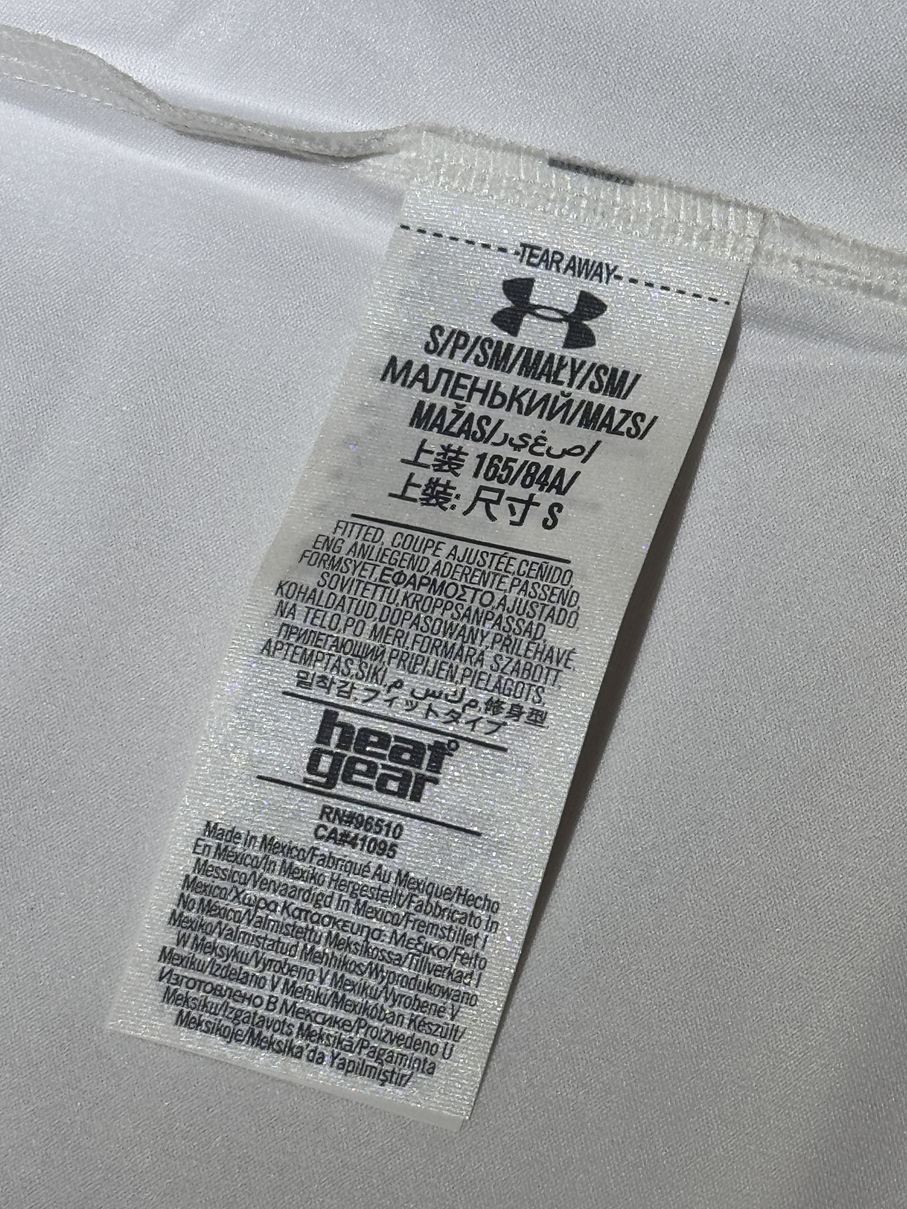 TEAR AWAY
S/P/SM/MAŁY/SM/
МАЛЕНЬКИЙ/MAZS/
MAŽAS/صغير/
上装 165/84A/
上裝: 尺寸 S
FITTED, COUPE AJUSTÉE,CEÑIDO,
ENG ANLIEGEND,ADERENTE,PASSEND,
FORMSYET,ΕΦΑΡΜΟΣΤΟ,AJUSTADO,
SOVITETTU,KROPPSANPASSAD,
KOHALDATUD,DOPASOWANY,PŘILÉHAVÉ,
NA TELO,PO MERI,FORMÁRA SZABOTT,
ПРИЛЕГАЮЩИЙ,PRIPIJEN,PIELĀGOTS,
APTEMPTAS,SIKI,م ك س م,修身型,
밀착감,フィットタイプ
heat
gear
RN#96510
CA#41095
Made in Mexico/Fabriqué Au Mexique/Hecho
En México/In Mexiko Hergestellt/Fabbricato in
Messico/Vervaardigd In Mexico/Fremstillet i
Mexico/Χώρα Κατασκευής: Μεξικό/Feito
No México/Valmistettu Meksikossa/Tillverkad I
Mexiko/Valmistatud Mehhikos/Wyprodukowano
W Meksyku/Vyrobeno V Mexiku/Vyrobené V
Mexiku/Izdelano V Mehiki/Mexikóban Készült/
Изготовлено В Мексике/Proizvedeno U
Meksiku/Izgatavots Meksikā/Pagaminta
Meksikoje/Meksika'da Yapılmıştır/